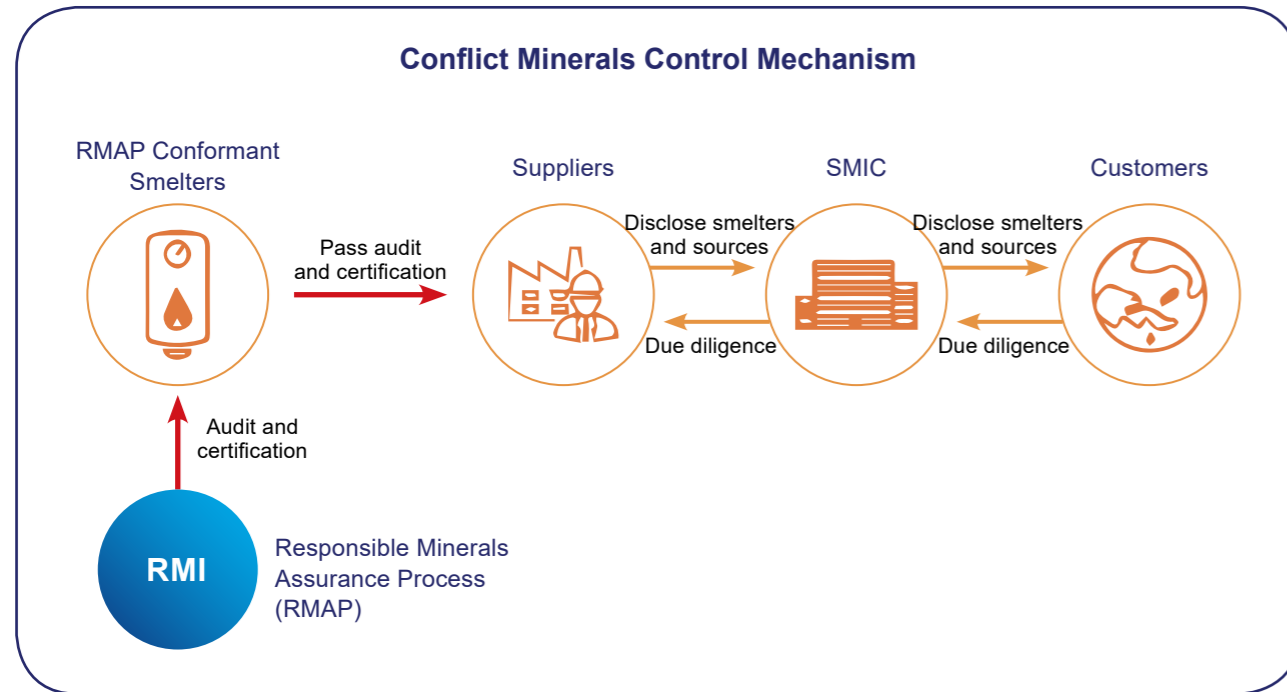 Conflict Minerals Control Mechanism
RMAP Conformant
Smelters
Suppliers
SMIC
Customers
Pass audit
and certification
Disclose smelters
and sources
Disclose smelters
and sources
Due diligence
Due diligence
Audit and
certification
RMI
Responsible Minerals
Assurance Process
(RMAP)